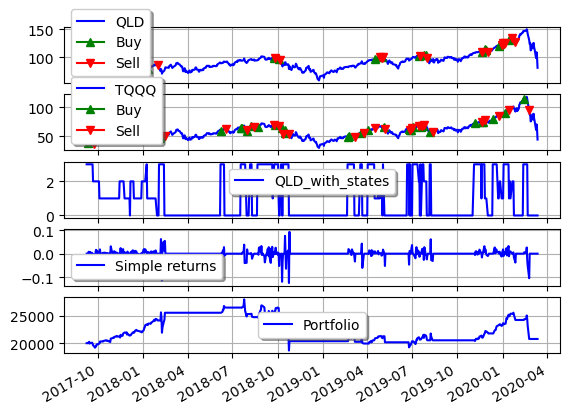 150
100
QLD
Buy
Sell
100
50
TQQQ
Buy
Sell
2
0
QLD_with_states
0.1
0.0
−0.1
Simple returns
25000
20000
Portfolio
2017-10
2018-01
2018-04
2018-07
2018-10
2019-01
2019-04
2019-07
2019-10
2020-01
2020-04